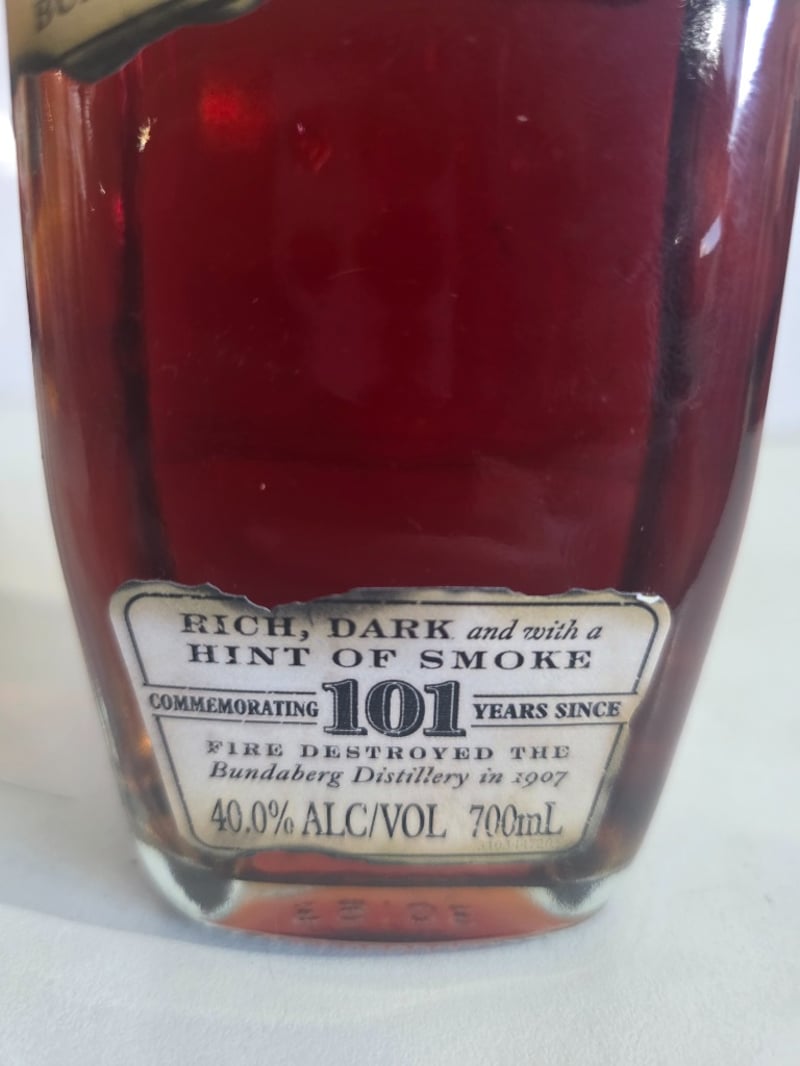 RICH, DARK and with a
HINT OF SMOKE
COMMEMORATING 101 YEARS SINCE
FIRE DESTROYED THE
Bundaberg Distillery in 1907
40.0% ALC/VOL 700mL